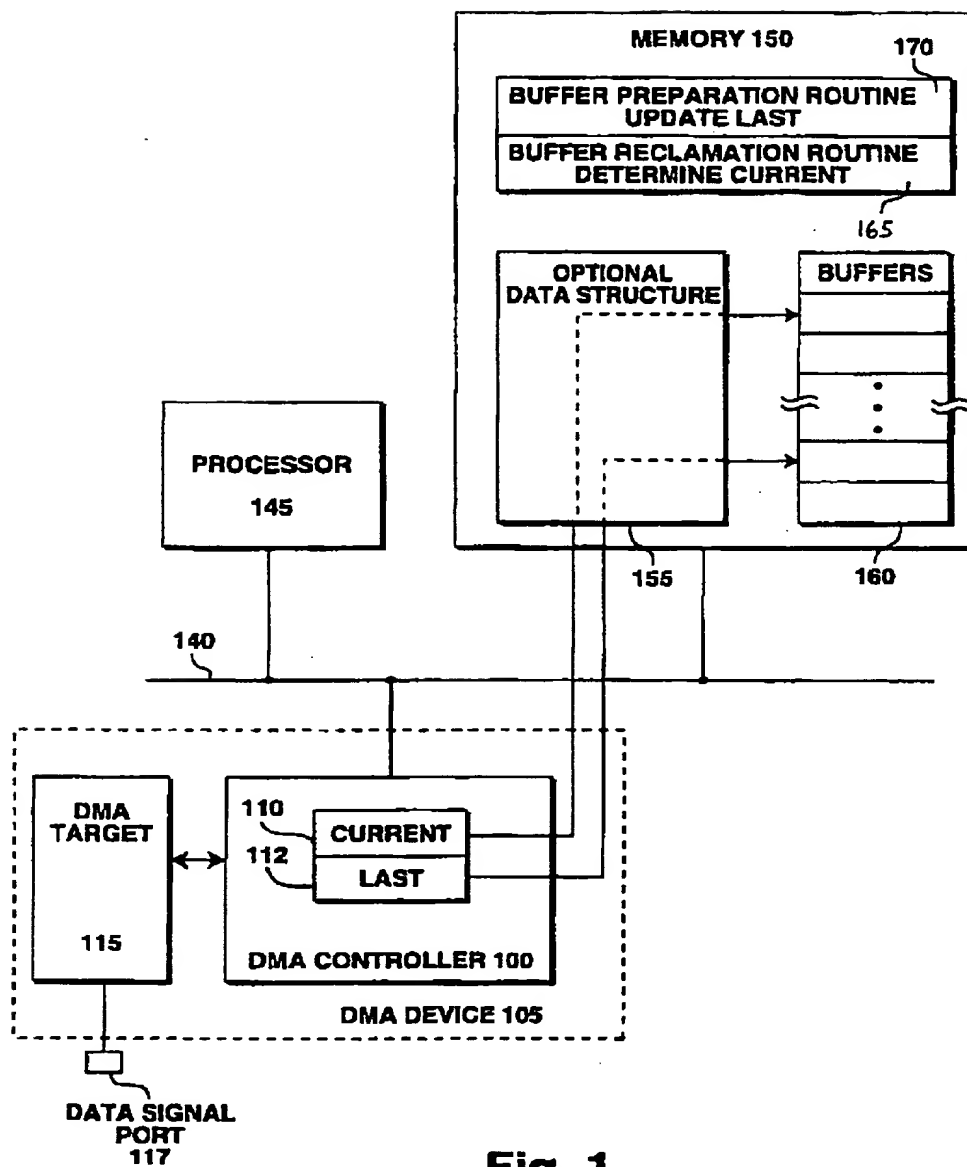 MEMORY 150
170
BUFFER PREPARATION ROUTINE
UPDATE LAST
BUFFER RECLAMATION ROUTINE
DETERMINE CURRENT
165
OPTIONAL
DATA STRUCTURE
BUFFERS
PROCESSOR
145
155
160
140
DMA
TARGET
115
110
CURRENT
112
LAST
DMA CONTROLLER 100
DMA DEVICE 105
DATA SIGNAL
PORT
117
Fig. 1